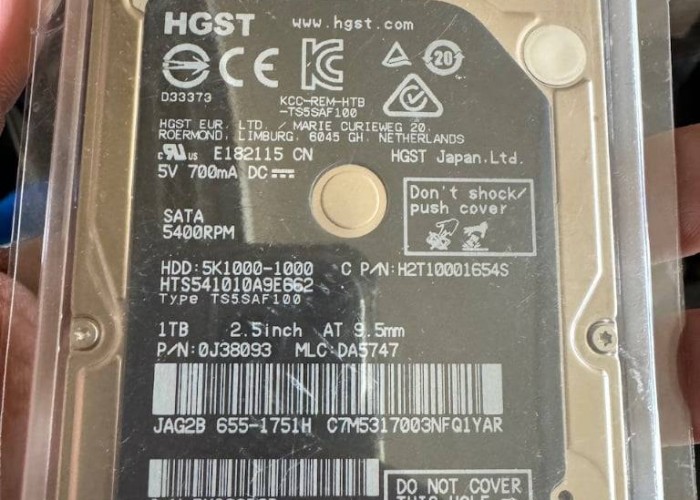 HGST www.hgst.com
CE 20
D33373 KCC-REM-HTB
-TS5SAF100
HGST EUR. LTD. MARIE CURIEWEG 20,
ROERMOND, LIMBURG, 6045 GH, NETHERLANDS
c RU us E182115 CN HGST Japan,Ltd.
5V 700mA DC
Don't shock/
push cover
SATA
5400RPM
HDD:5K1000-1000 C P/N:H2T10001654S
HTS541010A9E662
Type TS5SAF100
1TB 2.5inch AT 9.5mm
P/N:0J38093 MLC:DA5747
JAG2B 655-1751H C7M5317003NFQ1YAR
DO NOT COVER
THIS HOLE